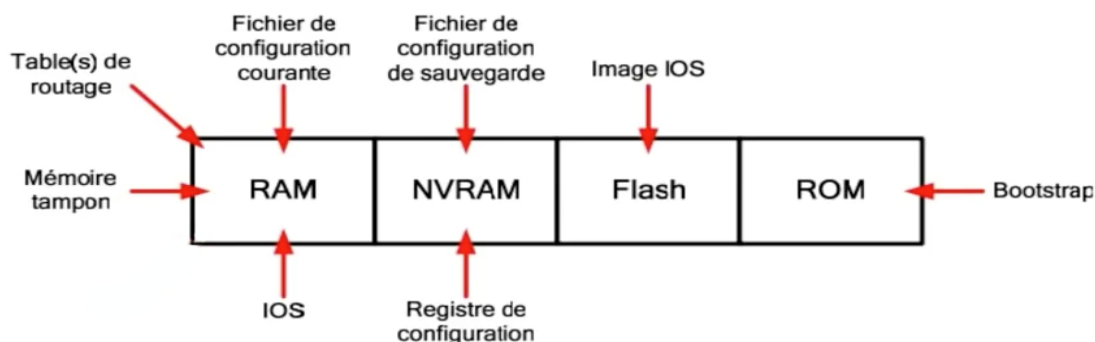 Table(s) de
routage
Fichier de
configuration
courante
Fichier de
configuration
de sauvegarde
Image IOS
Mémoire
tampon
RAM
NVRAM
Flash
ROM
Bootstrap
IOS
Registre de
configuration